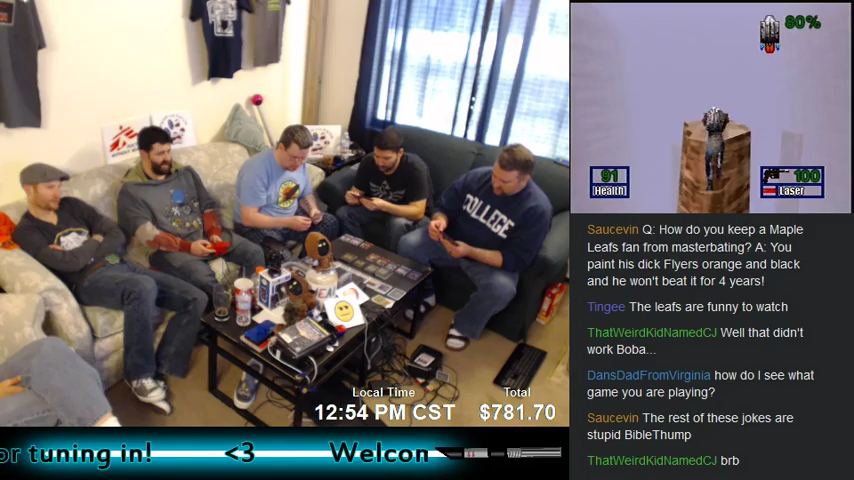 80%
91
Health
100
Laser
COLLEGE
Local Time
Total
12:54 PM CST
$781.70
or tuning in!
<3
Welcon
Saucevin Q: How do you keep a Maple
Leafs fan from masterbating? A: You
paint his dick Flyers orange and black
and he won't beat it for 4 years!
Tingee The leafs are funny to watch
ThatWeirdKidNamedCJ Well that didn't
work Boba...
DansDadFromVirginia how do I see what
game you are playing?
Saucevin The rest of these jokes are
stupid BibleThump
ThatWeirdKidNamedCJ brb